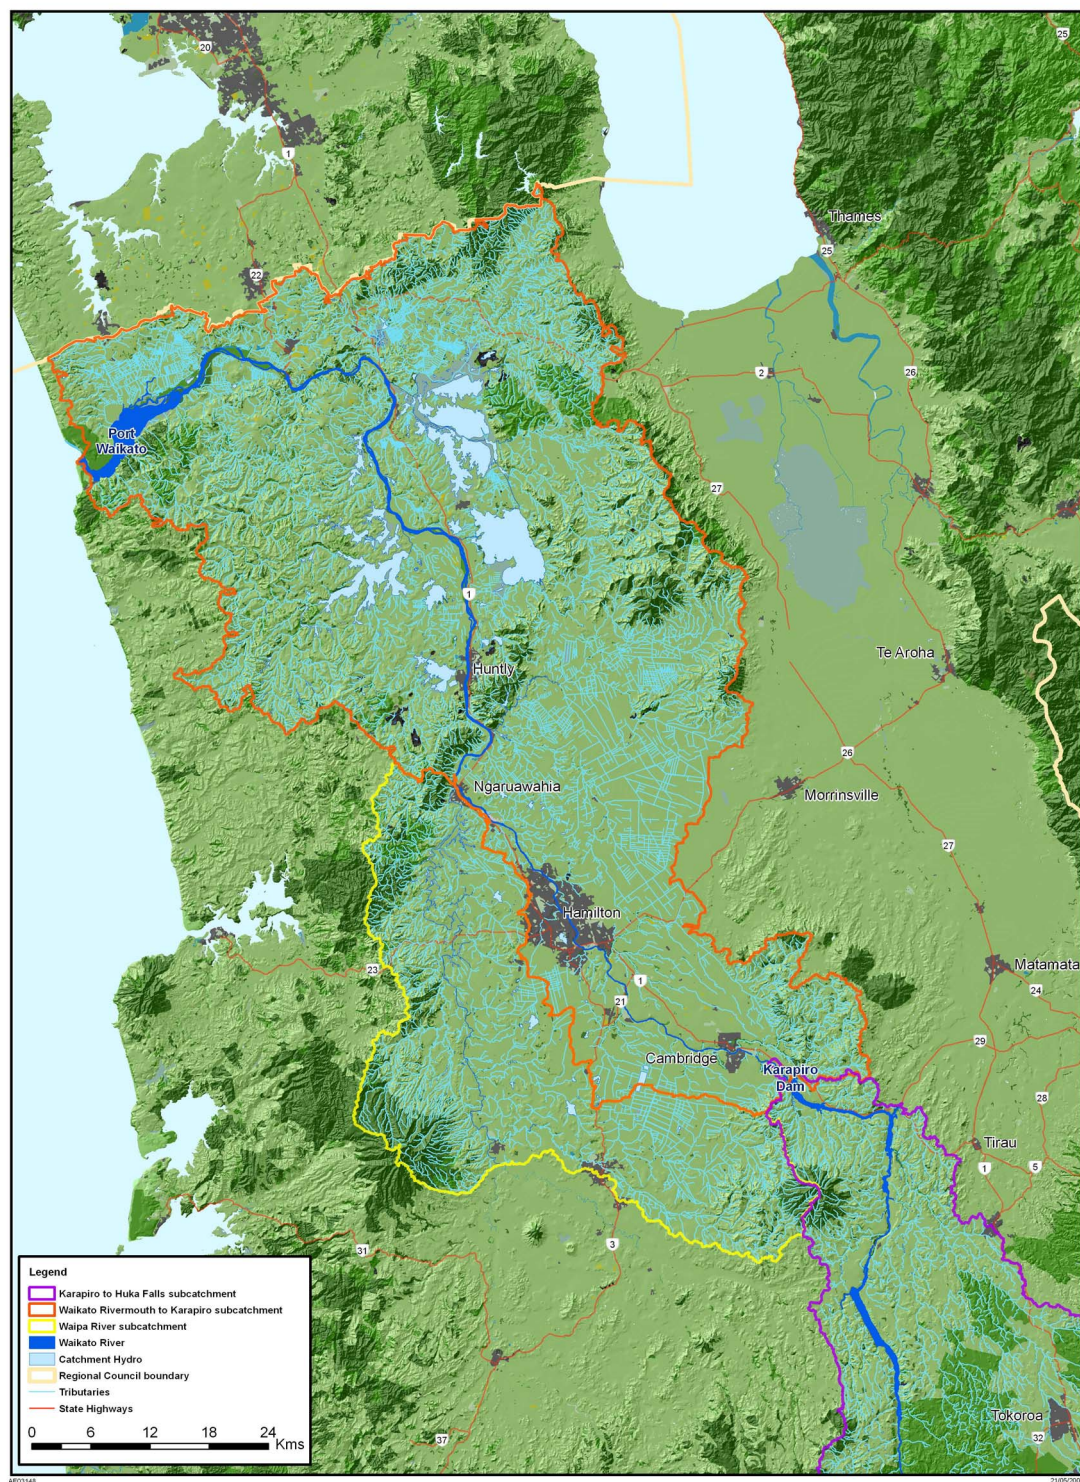 20
25
1
Thames
25
22
2
26
Port
Waikato
27
1
Te Aroha
Huntly
26
Ngaruawahia
Morrinsville
27
Hamilton
23
Matamata
1
24
21
29
Cambridge
Karapiro
Dam
28
Tirau
1
5
31
3
Legend
Karapiro to Huka Falls subcatchment
Waikato Rivermouth to Karapiro subcatchment
Waipa River subcatchment
Waikato River
Catchment Hydro
Regional Council boundary
Tributaries
State Highways
0 6 12 18 24
Kms
Tokoroa
32
37